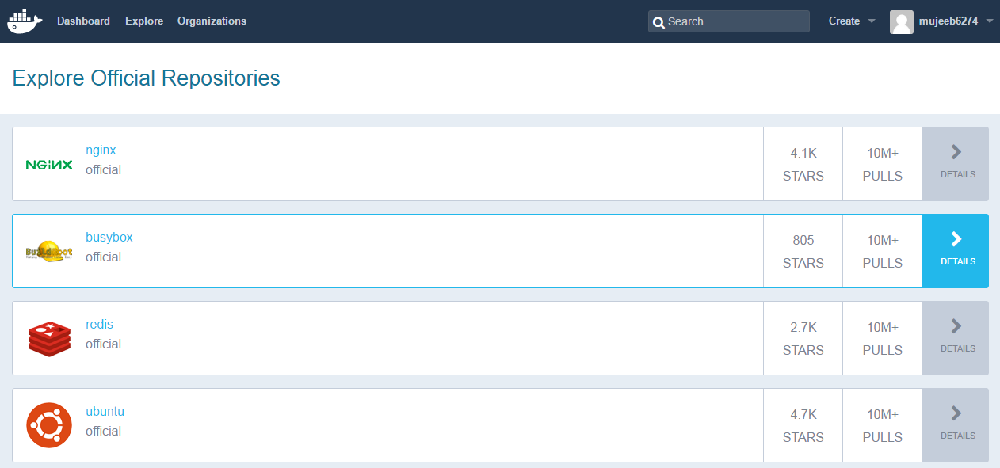 Dashboard Explore Organizations Search Create mujeeb6274
Explore Official Repositories
NGiNX
nginx
official
4.1K
STARS
10M+
PULLS
DETAILS
BuildRoot
busybox
official
805
STARS
10M+
PULLS
DETAILS
redis
official
2.7K
STARS
10M+
PULLS
DETAILS
ubuntu
official
4.7K
STARS
10M+
PULLS
DETAILS